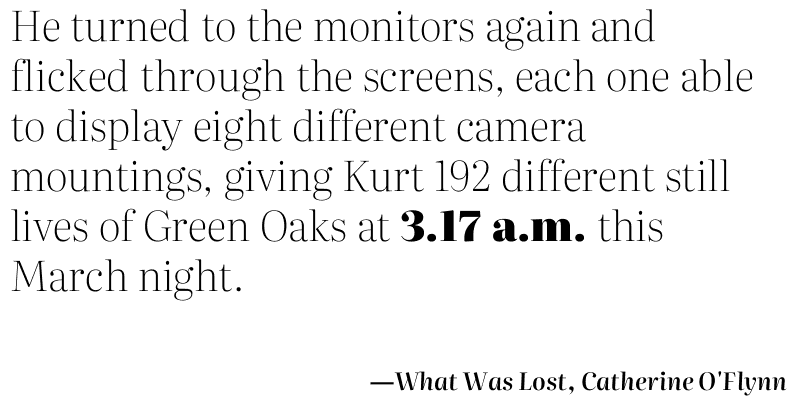 He turned to the monitors again and
flicked through the screens, each one able
to display eight different camera
mountings, giving Kurt 192 different still
lives of Green Oaks at 3.17 a.m. this
March night.
—What Was Lost, Catherine O'Flynn